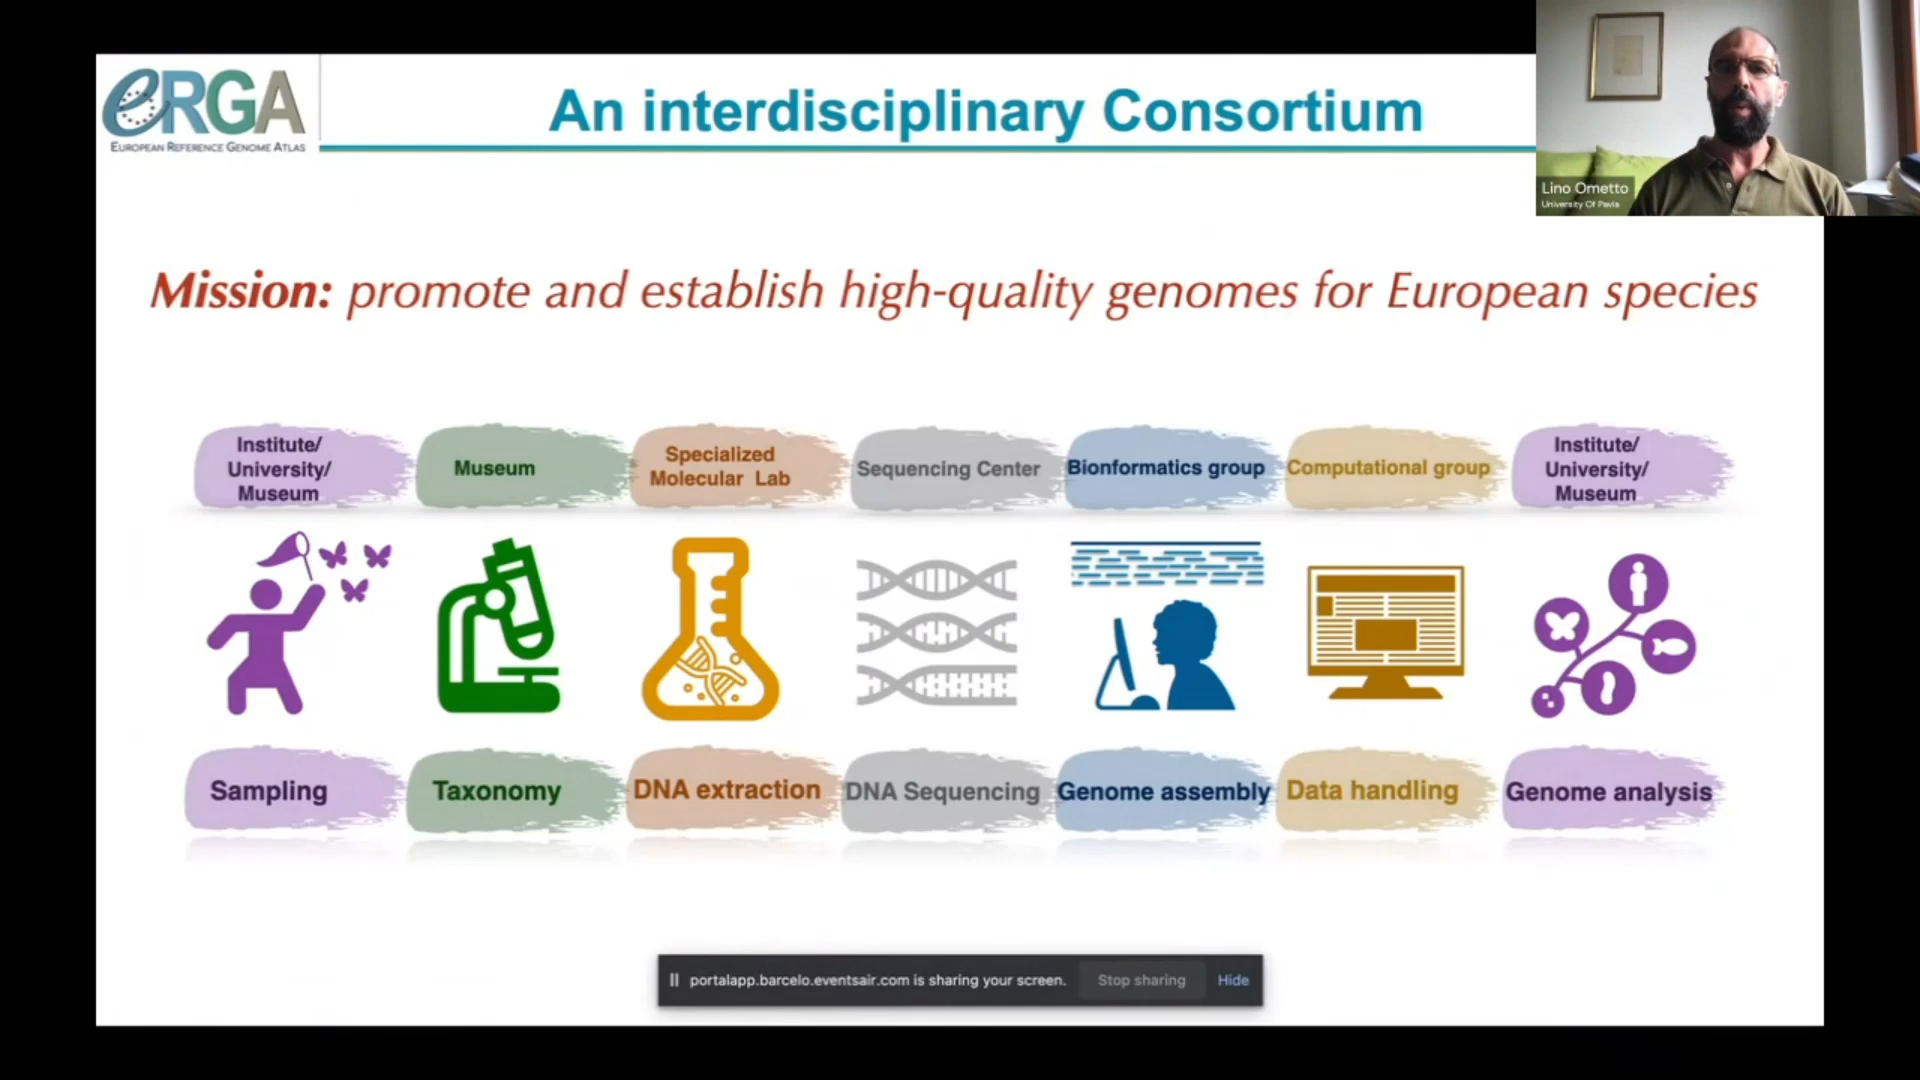 eRGA
EUROPEAN REFERENCE GENOME ATLAS
An interdisciplinary Consortium
Lino Ometto
University Of Pavia
Mission: promote and establish high-quality genomes for European species
Institute/
University/
Museum
Museum
Specialized
Molecular Lab
Sequencing Center
Bionformatics group
Computational group
Institute/
University/
Museum
Sampling
Taxonomy
DNA extraction
DNA Sequencing
Genome assembly
Data handling
Genome analysis
portalapp.barcelo.eventsair.com is sharing your screen.
Stop sharing
Hide